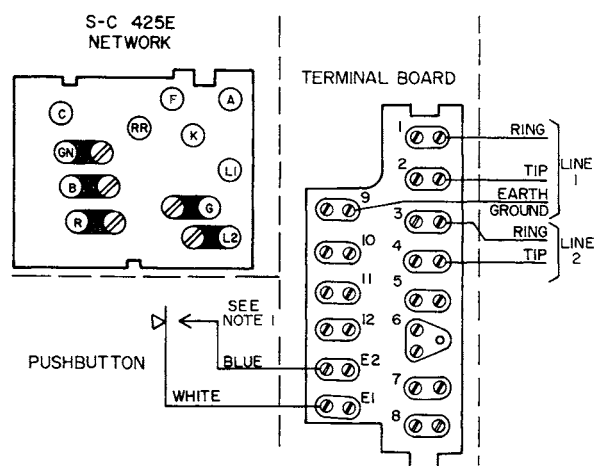 S-C 425E
NETWORK
C
F
A
RR
K
GN
L1
B
G
R
L2
TERMINAL BOARD
1
2
9
3
10
4
11
5
12
6
E2
E1
7
8
RING
TIP
EARTH
GROUND
LINE
1
RING
TIP
LINE
2
SEE
NOTE 1
PUSHBUTTON
BLUE
WHITE